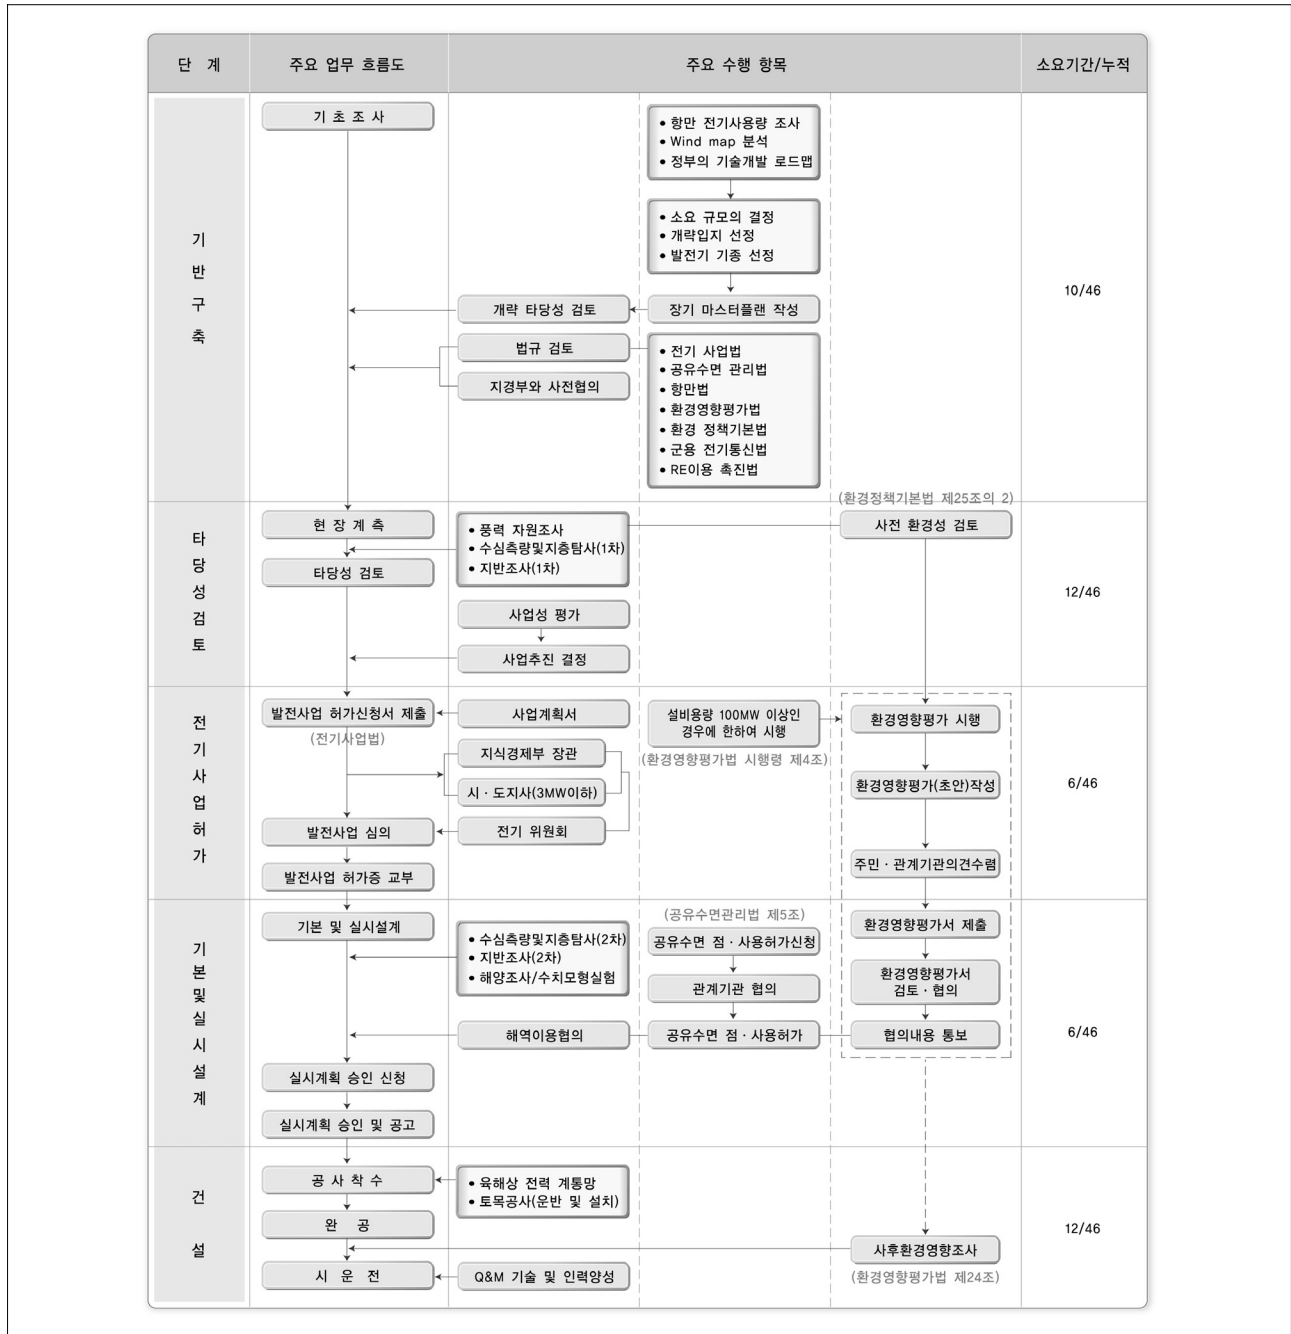 단 계
주요 업무 흐름도
주요 수행 항목
소요기간/누적
기반구축
기 초 조 사
• 항만 전기사용량 조사
• Wind map 분석
• 정부의 기술개발 로드맵
• 소요 규모의 결정
• 개략입지 선정
• 발전기 기종 선정
개략 타당성 검토
장기 마스터플랜 작성
10/46
법규 검토
지경부와 사전협의
• 전기 사업법
• 공유수면 관리법
• 항만법
• 환경영향평가법
• 환경 정책기본법
• 군용 전기통신법
• RE이용 촉진법
(환경정책기본법 제25조의 2)
타당성검토
현 장 계 측
• 풍력 자원조사
• 수심측량및지층탐사(1차)
• 지반조사(1차)
사전 환경성 검토
타당성 검토
12/46
사업성 평가
사업추진 결정
전기사업허가
발전사업 허가신청서 제출
(전기사업법)
사업계획서
설비용량 100MW 이상인
경우에 한하여 시행
(환경영향평가법 시행령 제4조)
환경영향평가 시행
지식경제부 장관
시 · 도지사(3MW이하)
환경영향평가(초안)작성
6/46
발전사업 심의
전기 위원회
주민 · 관계기관의견수렴
발전사업 허가증 교부
기본및실시설계
기본 및 실시설계
• 수심측량및지층탐사(2차)
• 지반조사(2차)
• 해양조사/수치모형실험
(공유수면관리법 제5조)
공유수면 점 · 사용허가신청
환경영향평가서 제출
관계기관 협의
환경영향평가서
검토 · 협의
해역이용협의
공유수면 점 · 사용허가
협의내용 통보
6/46
실시계획 승인 신청
실시계획 승인 및 공고
건설
공 사 착 수
• 육해상 전력 계통망
• 토목공사(운반 및 설치)
완 공
12/46
사후환경영향조사
(환경영향평가법 제24조)
시 운 전
Q&M 기술 및 인력양성